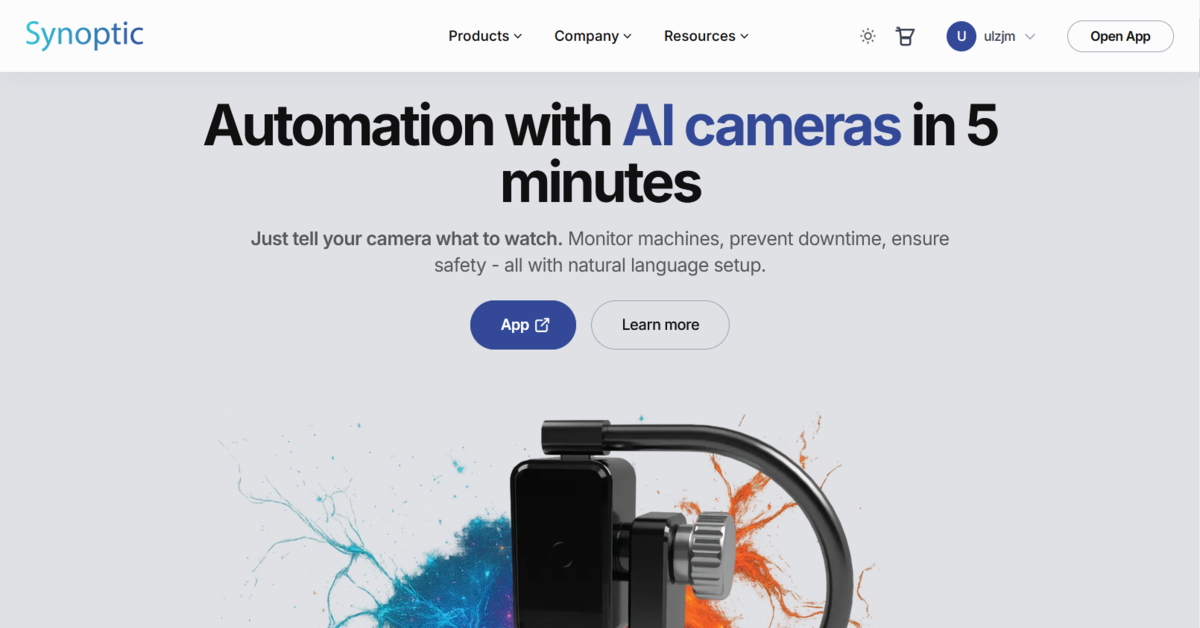 Synoptic
Products
Company
Resources
U
ulzjm
Open App
Automation with AI cameras in 5
minutes
Just tell your camera what to watch. Monitor machines, prevent downtime, ensure
safety - all with natural language setup.
App
Learn more